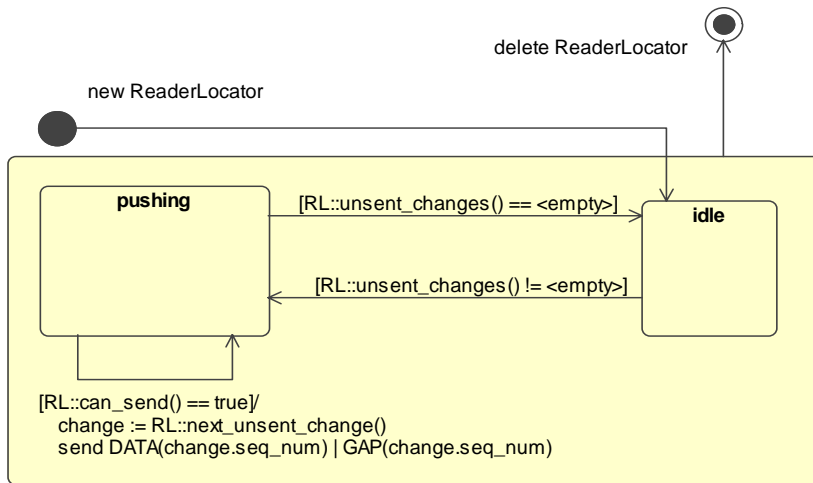 delete ReaderLocator
new ReaderLocator
pushing
[RL::unsent_changes() == <empty>]
idle
[RL::unsent_changes() != <empty>]
[RL::can_send() == true]/
change := RL::next_unsent_change()
send DATA(change.seq_num) | GAP(change.seq_num)